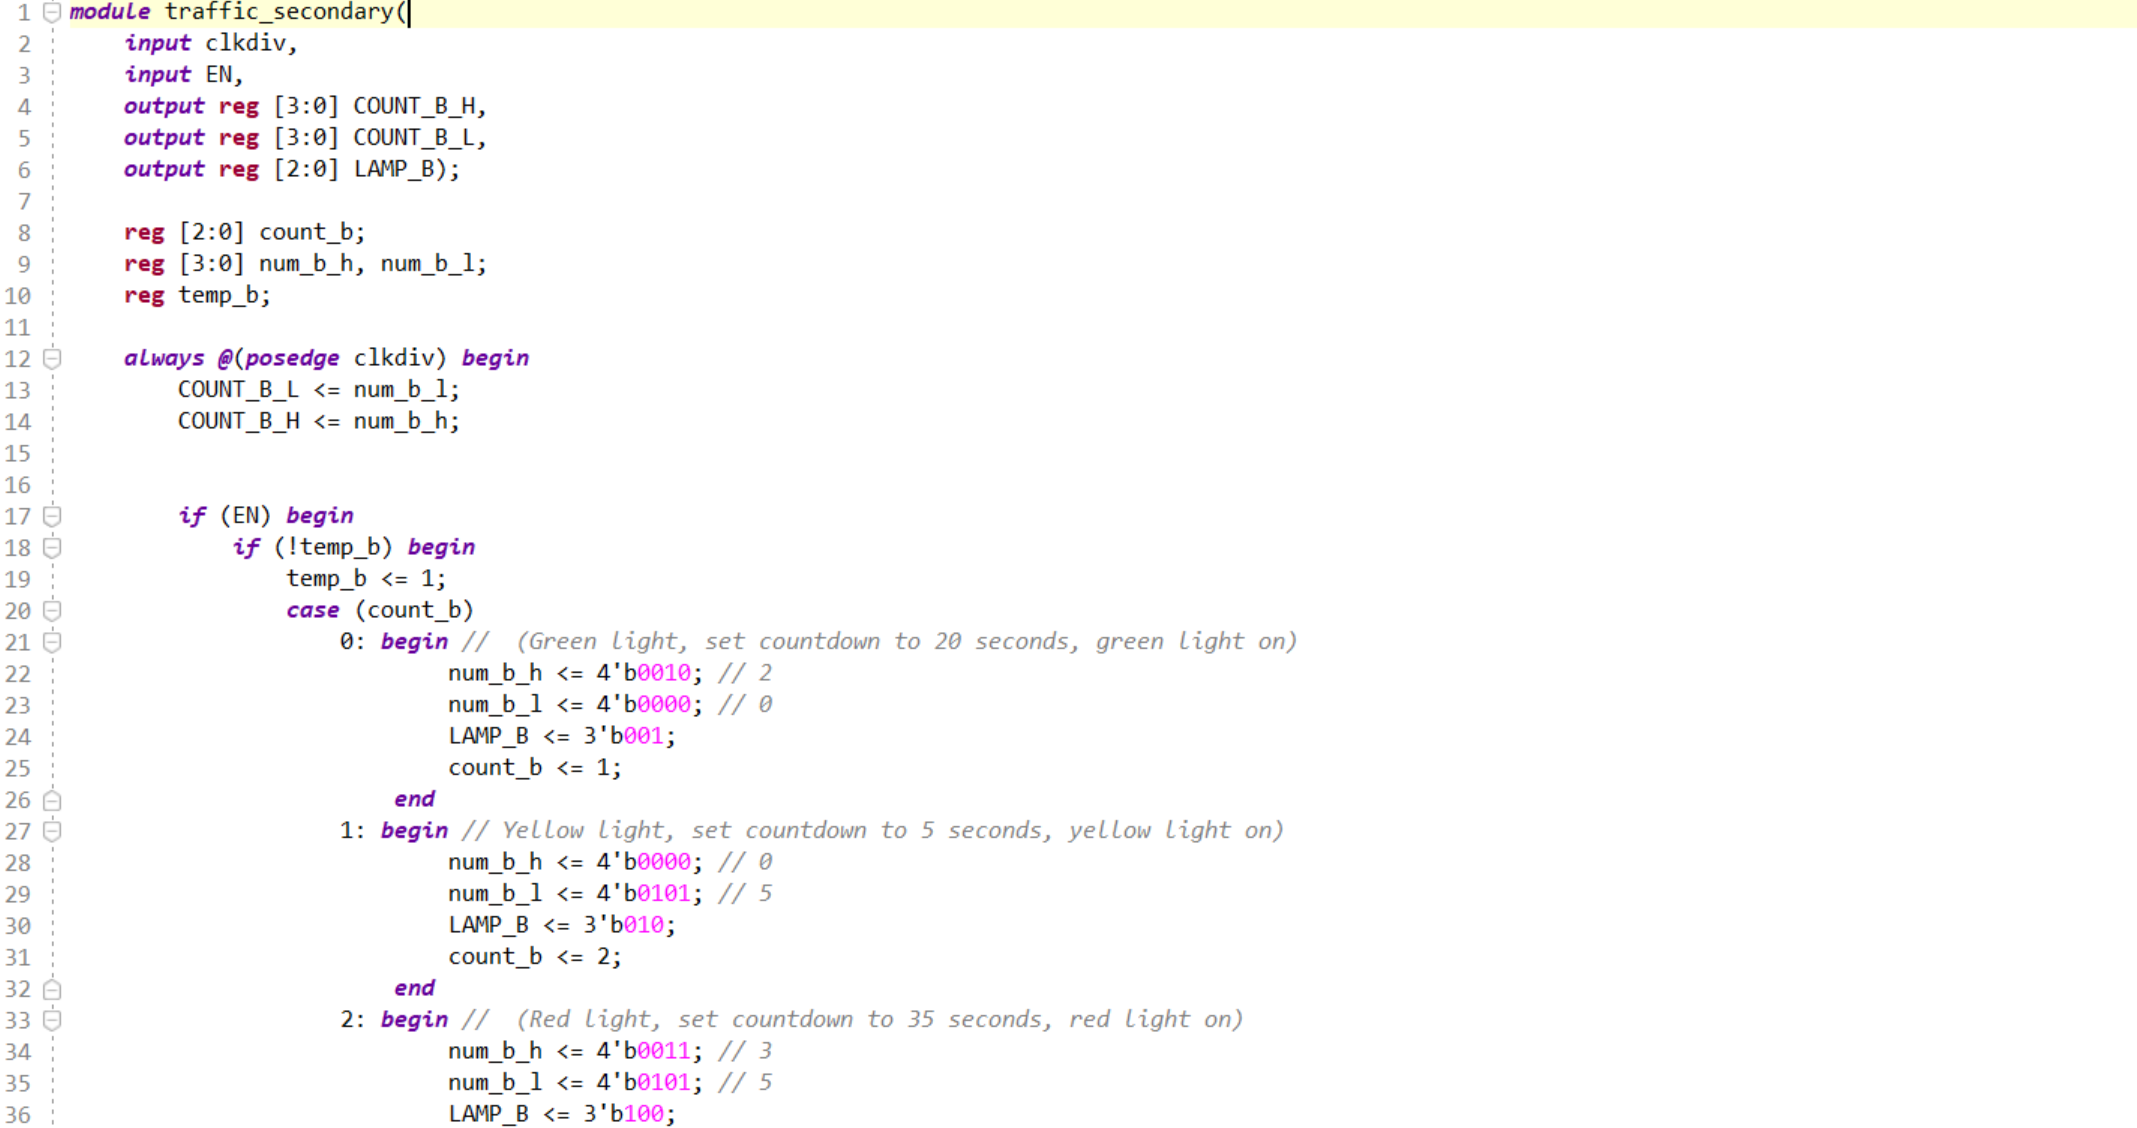 1 module traffic_secondary(
2 input clkdiv,
3 input EN,
4 output reg [3:0] COUNT_B_H,
5 output reg [3:0] COUNT_B_L,
6 output reg [2:0] LAMP_B);
7
8 reg [2:0] count_b;
9 reg [3:0] num_b_h, num_b_l;
10 reg temp_b;
11
12 always @(posedge clkdiv) begin
13 COUNT_B_L <= num_b_l;
14 COUNT_B_H <= num_b_h;
15
16
17 if (EN) begin
18 if (!temp_b) begin
19 temp_b <= 1;
20 case (count_b)
21 0: begin // (Green light, set countdown to 20 seconds, green light on)
22 num_b_h <= 4'b0010; // 2
23 num_b_l <= 4'b0000; // 0
24 LAMP_B <= 3'b001;
25 count_b <= 1;
26 end
27 1: begin // Yellow light, set countdown to 5 seconds, yellow light on)
28 num_b_h <= 4'b0000; // 0
29 num_b_l <= 4'b0101; // 5
30 LAMP_B <= 3'b010;
31 count_b <= 2;
32 end
33 2: begin // (Red light, set countdown to 35 seconds, red light on)
34 num_b_h <= 4'b0011; // 3
35 num_b_l <= 4'b0101; // 5
36 LAMP_B <= 3'b100;